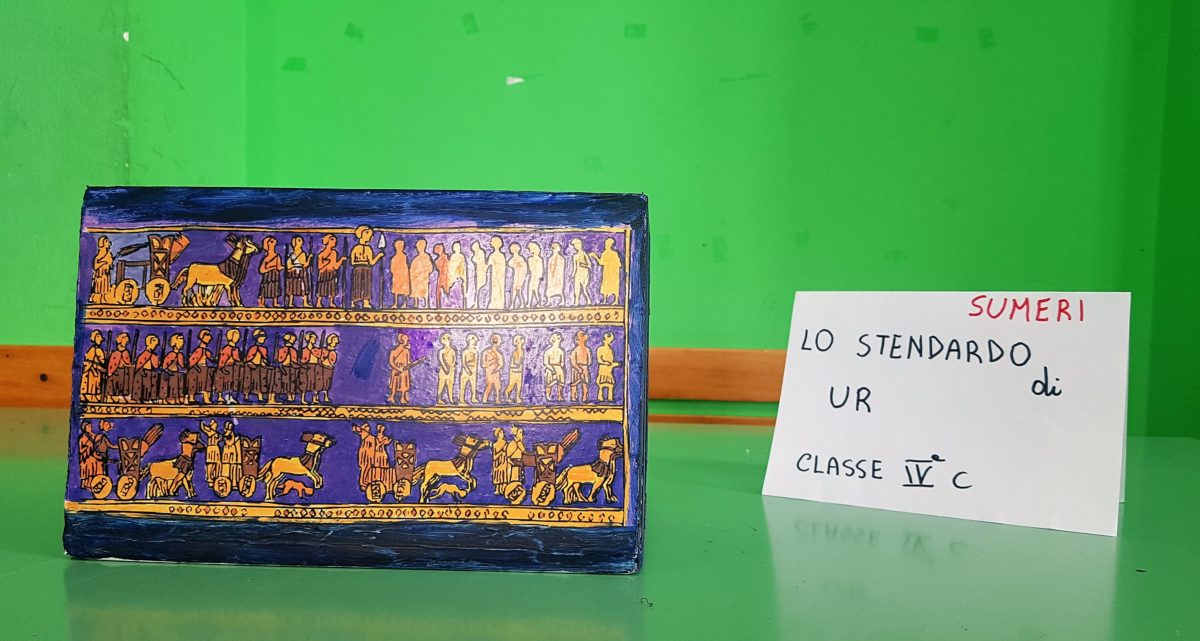 SUMERI
LO STENDARDO di
UR
CLASSE IVª C